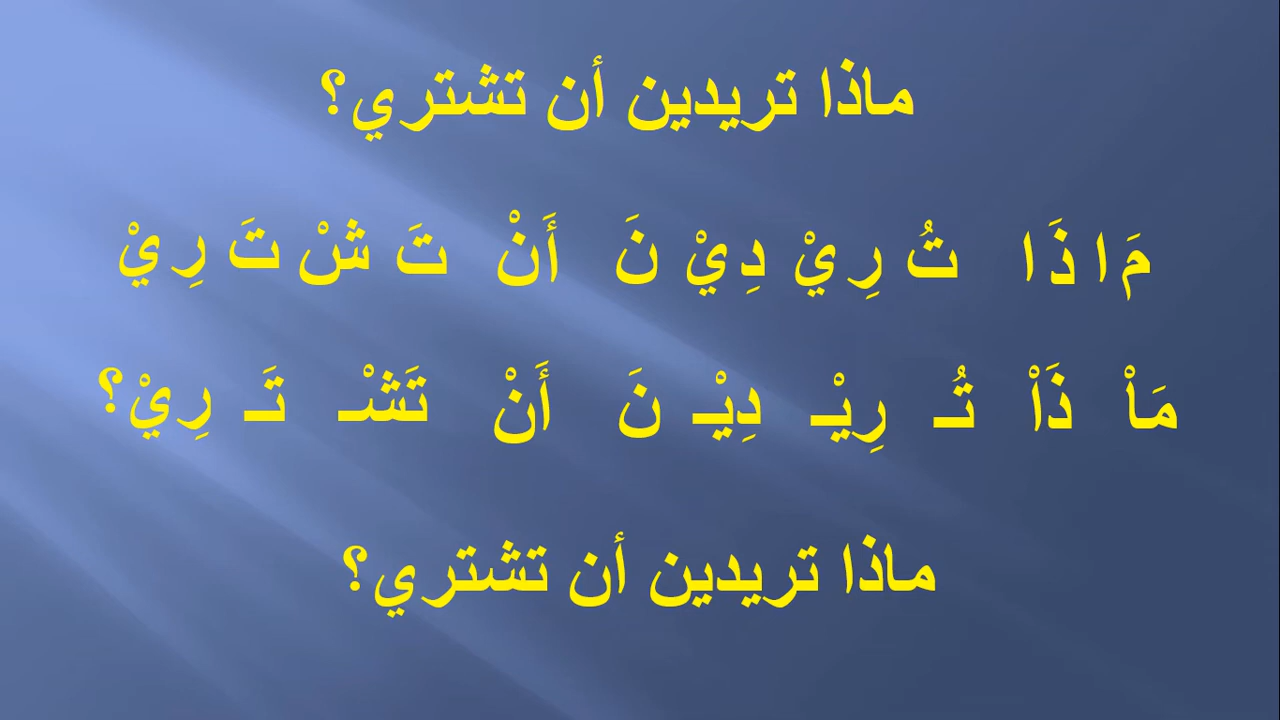 ماذا تريدين أن تشتري؟
مَ ا ذَ ا تُ رِ يْ دِ يْ نَ أَ نْ تَ شْ تَ رِ يْ
مَاْ ذَاْ تُـ رِيْـ دِيْـ نَ أَنْ تَشْـ تَـ رِيْ؟
ماذا تريدين أن تشتري؟